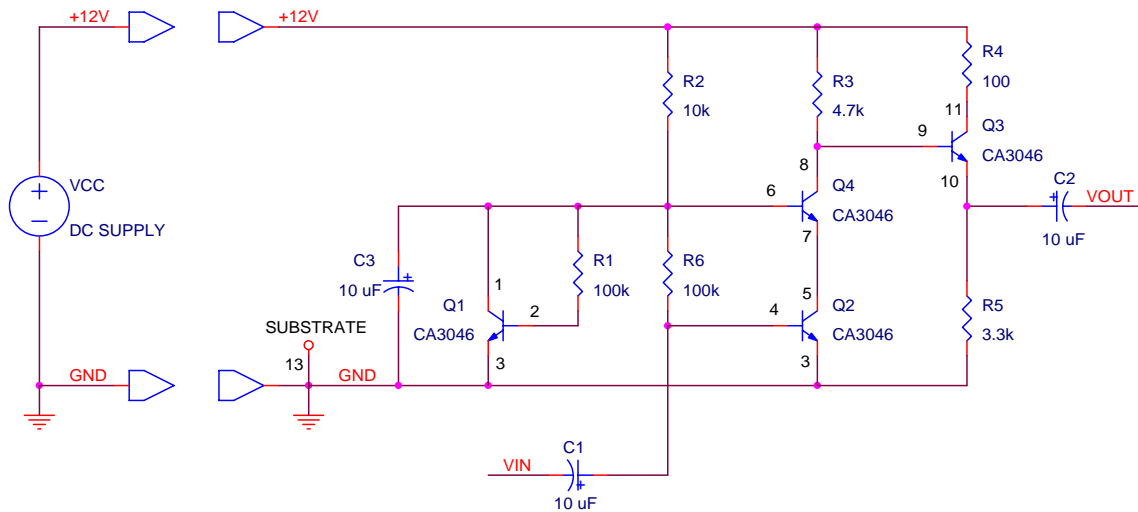 +12V
+12V
R2
10k
R3
4.7k
R4
100
11
9
Q3
CA3046
10
8
6
Q4
CA3046
7
C2
VOUT
10 uF
VCC
DC SUPPLY
C3
10 uF
R1
100k
R6
100k
1
Q1
CA3046
2
3
5
4
Q2
CA3046
3
R5
3.3k
SUBSTRATE
13
GND
GND
VIN
C1
10 uF